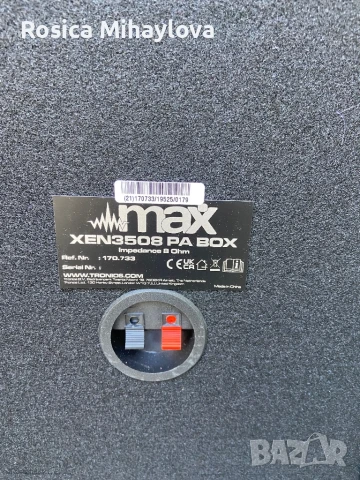 Rosica Mihaylova
(21)170733/19525/0179
max
XEN3508 PA BOX
Impedance 8 Ohm
Ref. Nr. : 170.733
Serial Nr. :
WWW.TRONIOS.COM
Made in China
BAZAR